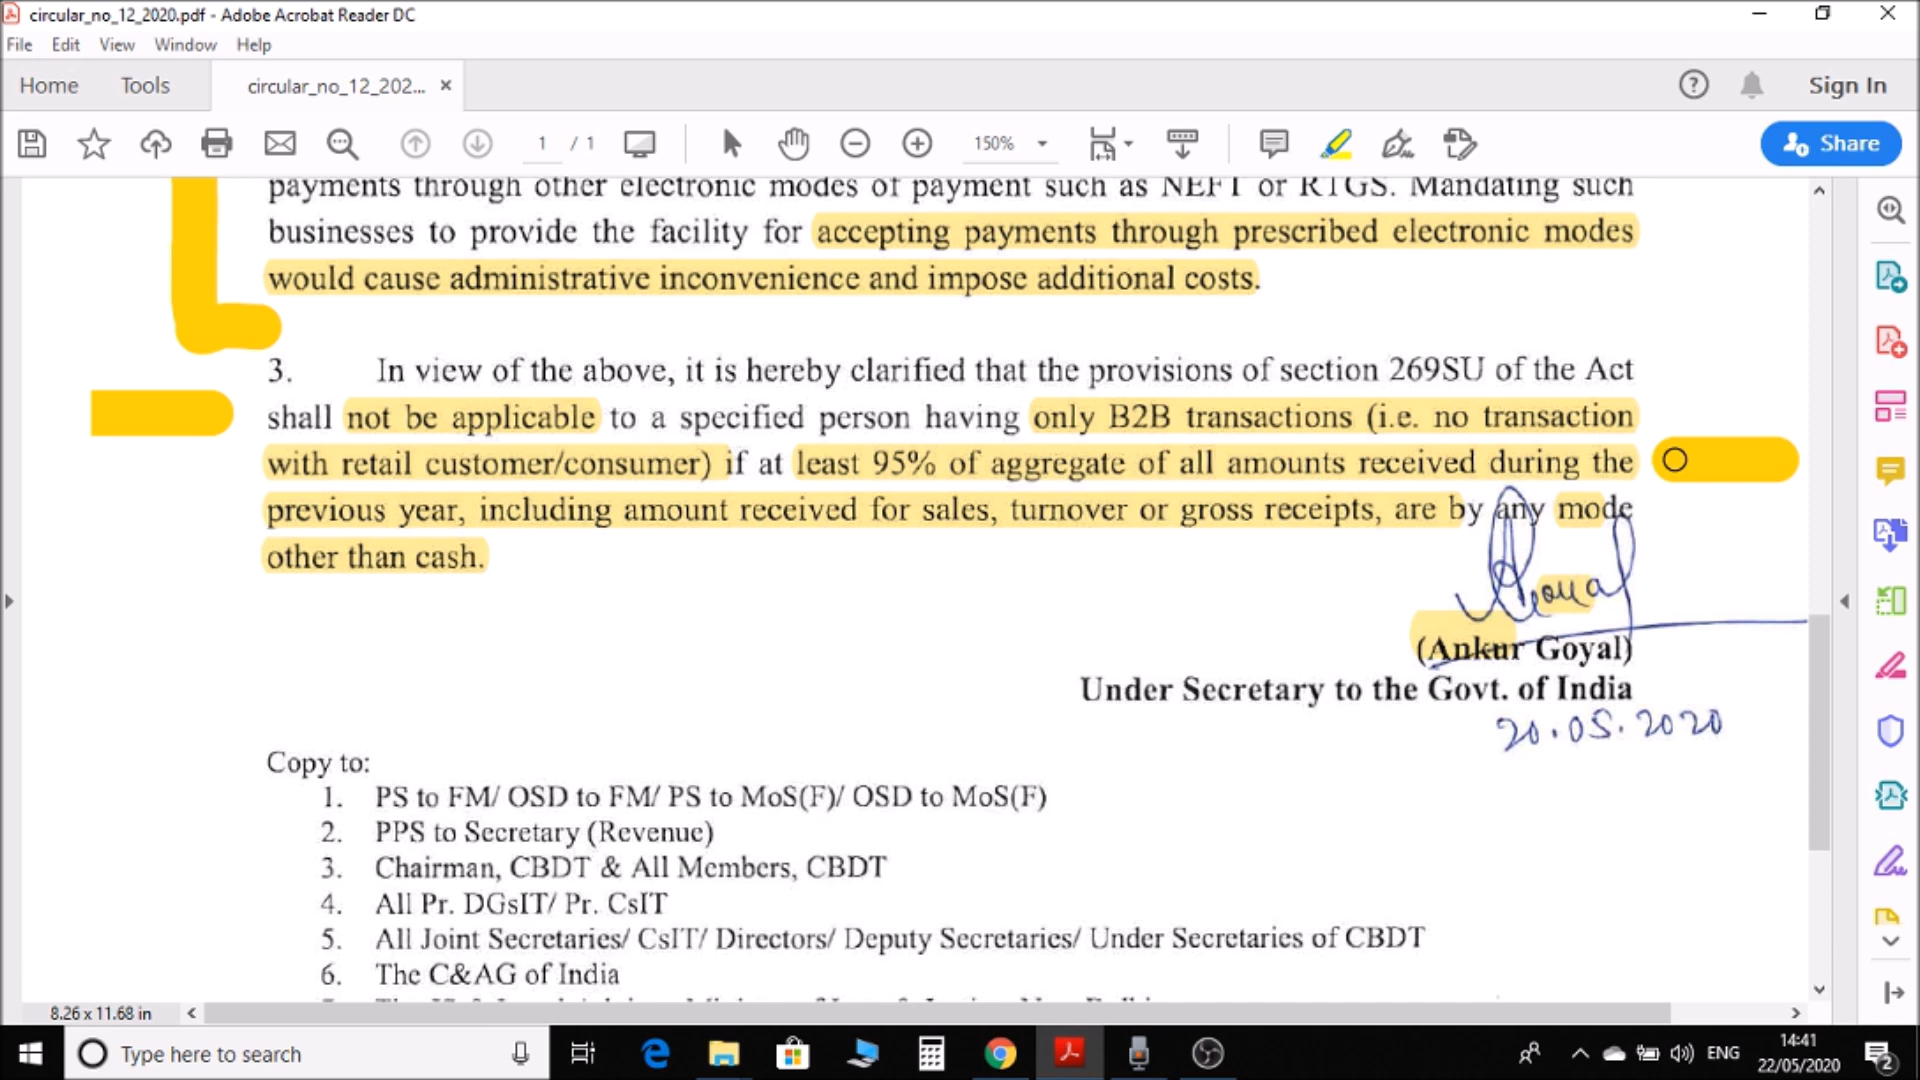 circular_no_12_2020.pdf - Adobe Acrobat Reader DC
File Edit View Window Help
Home Tools circular_no_12_202... × Sign In
1 / 1 150% Share
payments through other electronic modes of payment such as NEFT or RTGS. Mandating such
businesses to provide the facility for accepting payments through prescribed electronic modes
would cause administrative inconvenience and impose additional costs.
3. In view of the above, it is hereby clarified that the provisions of section 269SU of the Act
shall not be applicable to a specified person having only B2B transactions (i.e. no transaction
with retail customer/consumer) if at least 95% of aggregate of all amounts received during the
previous year, including amount received for sales, turnover or gross receipts, are by any mode
other than cash.
Goyal
(Ankur Goyal)
Under Secretary to the Govt. of India
20.05.2020
Copy to:
1. PS to FM/ OSD to FM/ PS to MoS(F)/ OSD to MoS(F)
2. PPS to Secretary (Revenue)
3. Chairman, CBDT & All Members, CBDT
4. All Pr. DGsIT/ Pr. CsIT
5. All Joint Secretaries/ CsIT/ Directors/ Deputy Secretaries/ Under Secretaries of CBDT
6. The C&AG of India
8.26 x 11.68 in
Type here to search
ENG
14:41
22/05/2020
2